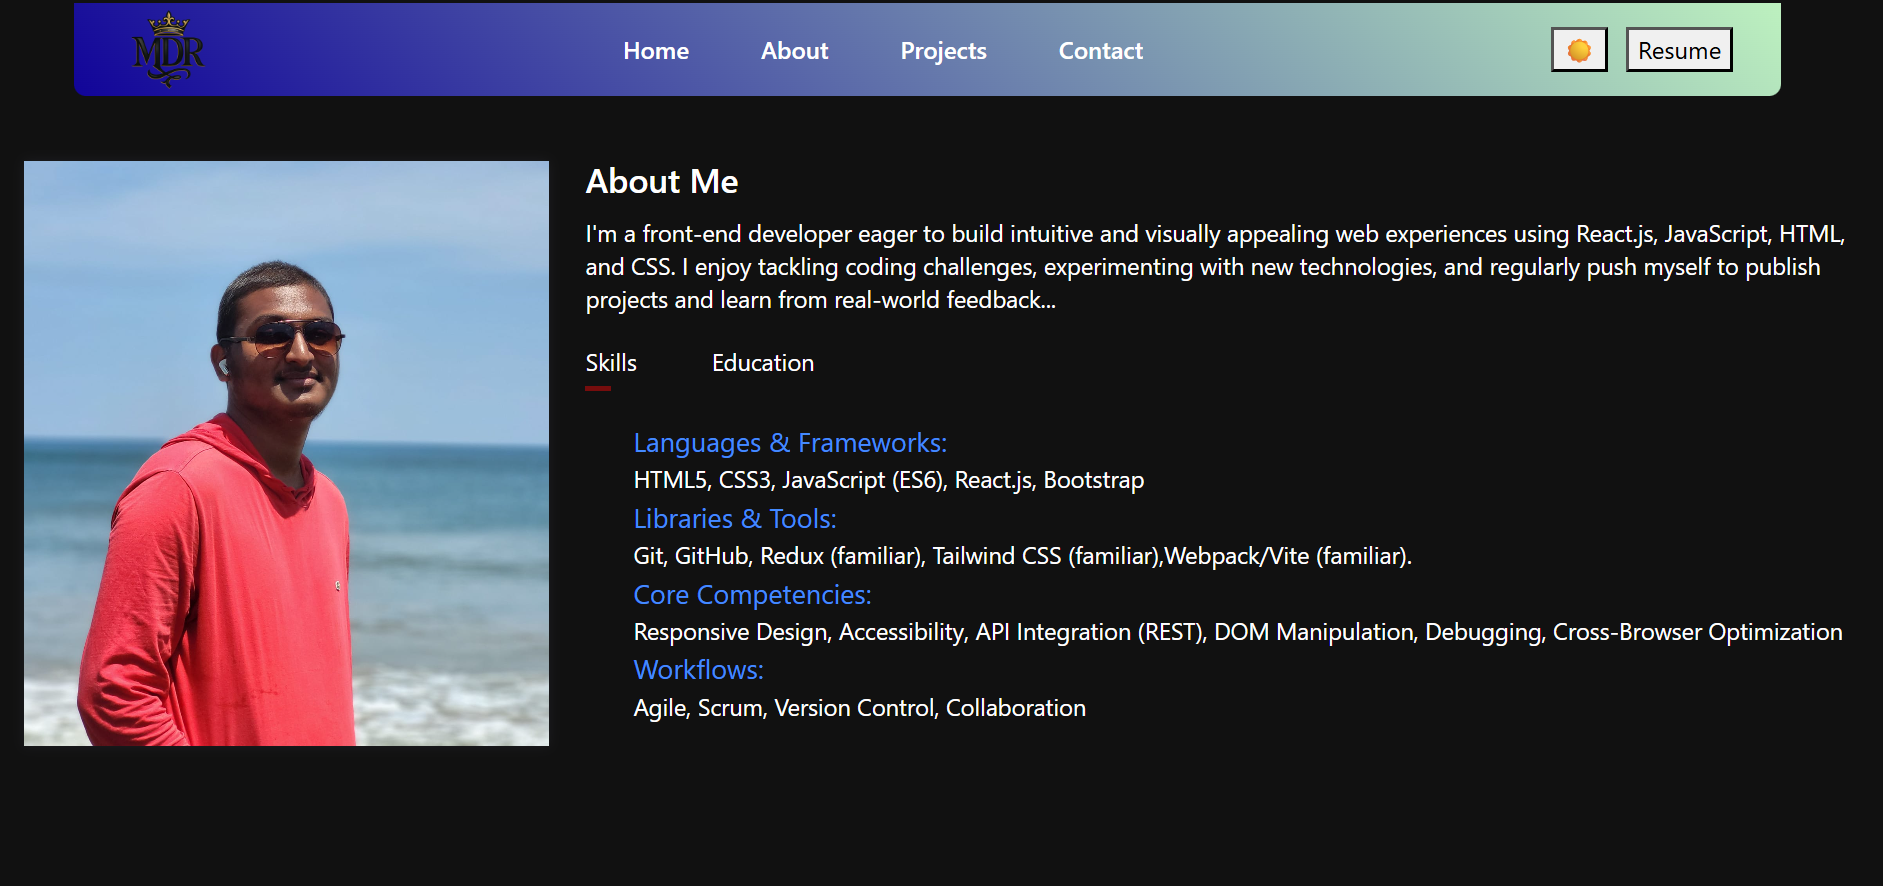 MDR
Home About Projects Contact Resume
About Me
I'm a front-end developer eager to build intuitive and visually appealing web experiences using React.js, JavaScript, HTML,
and CSS. I enjoy tackling coding challenges, experimenting with new technologies, and regularly push myself to publish
projects and learn from real-world feedback...
Skills Education
Languages & Frameworks:
HTML5, CSS3, JavaScript (ES6), React.js, Bootstrap
Libraries & Tools:
Git, GitHub, Redux (familiar), Tailwind CSS (familiar),Webpack/Vite (familiar).
Core Competencies:
Responsive Design, Accessibility, API Integration (REST), DOM Manipulation, Debugging, Cross-Browser Optimization
Workflows:
Agile, Scrum, Version Control, Collaboration